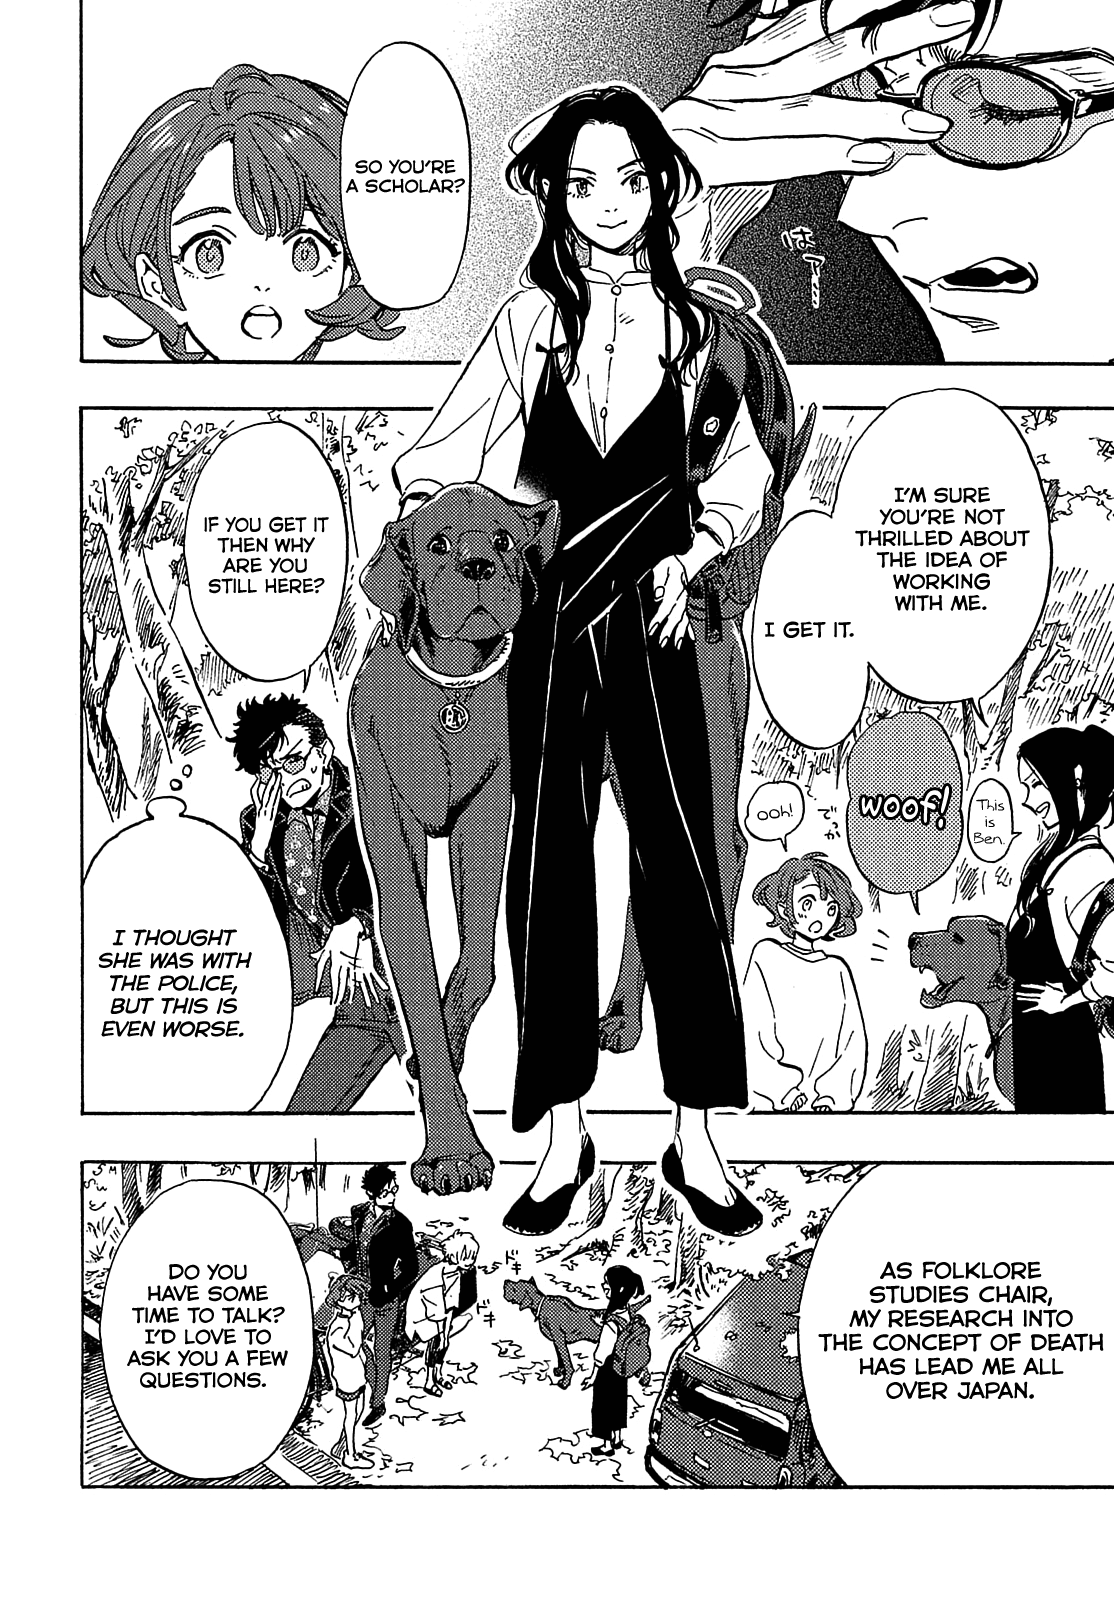 はァー
SO YOU'RE
A SCHOLAR?
I'M SURE
YOU'RE NOT
THRILLED ABOUT
THE IDEA OF
WORKING
WITH ME.
I GET IT.
This
is
Ben.
woof!
でっか
ooh!
IF YOU GET IT
THEN WHY
ARE YOU
STILL HERE?
I THOUGHT
SHE WAS WITH
THE POLICE,
BUT THIS IS
EVEN WORSE.
AS FOLKLORE
STUDIES CHAIR,
MY RESEARCH INTO
THE CONCEPT OF DEATH
HAS LEAD ME ALL
OVER JAPAN.
ドキ
ドキ
DO YOU
HAVE SOME
TIME TO TALK?
I'D LOVE TO
ASK YOU A FEW
QUESTIONS.